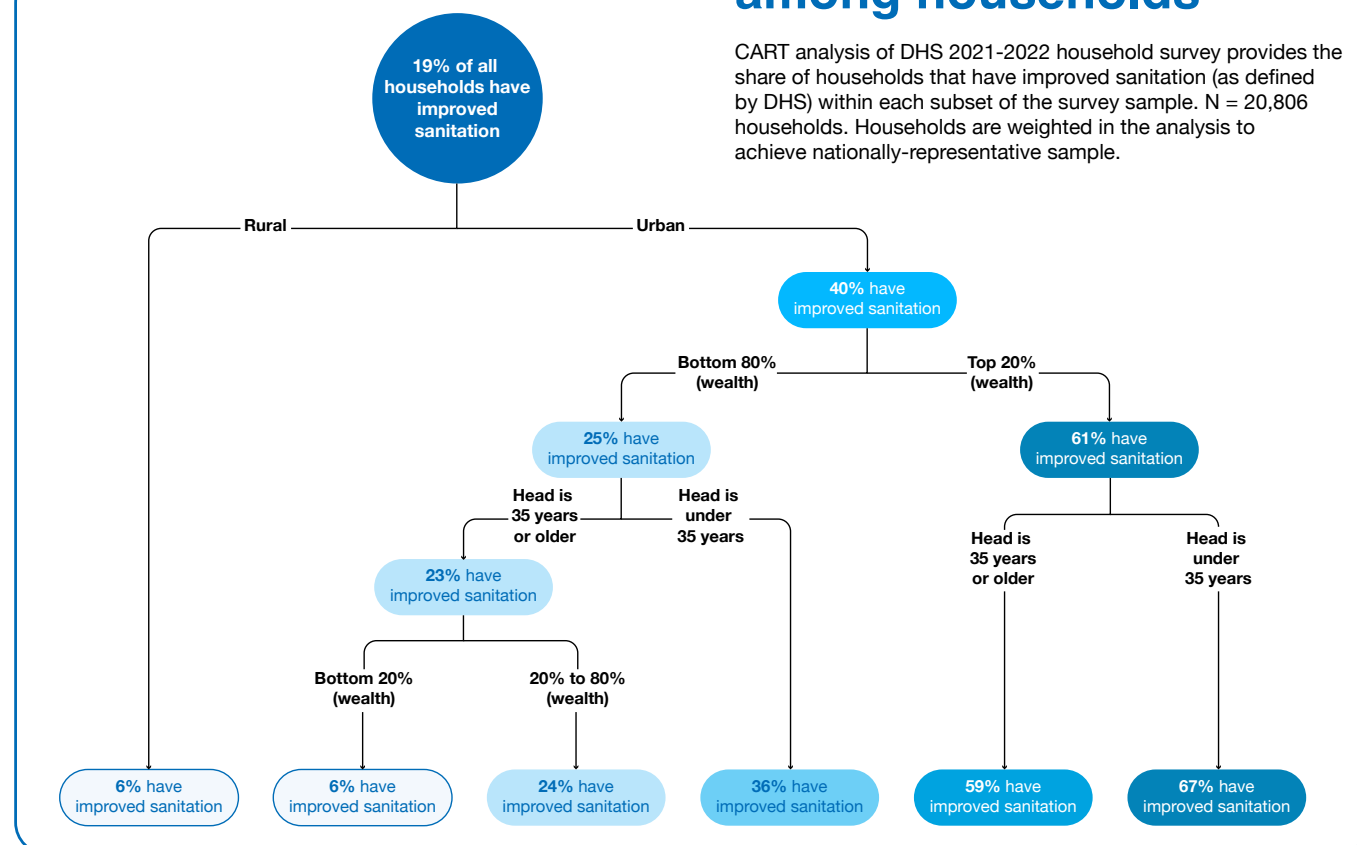 among households
CART analysis of DHS 2021-2022 household survey provides the
share of households that have improved sanitation (as defined
by DHS) within each subset of the survey sample. N = 20,806
households. Households are weighted in the analysis to
achieve nationally-representative sample.
19% of all
households have
improved
sanitation
Rural
Urban
40% have
improved sanitation
Bottom 80%
(wealth)
Top 20%
(wealth)
25% have
improved sanitation
61% have
improved sanitation
Head is
35 years
or older
Head is
under
35 years
Head is
35 years
or older
Head is
under
35 years
23% have
improved sanitation
Bottom 20%
(wealth)
20% to 80%
(wealth)
6% have
improved sanitation
6% have
improved sanitation
24% have
improved sanitation
36% have
improved sanitation
59% have
improved sanitation
67% have
improved sanitation